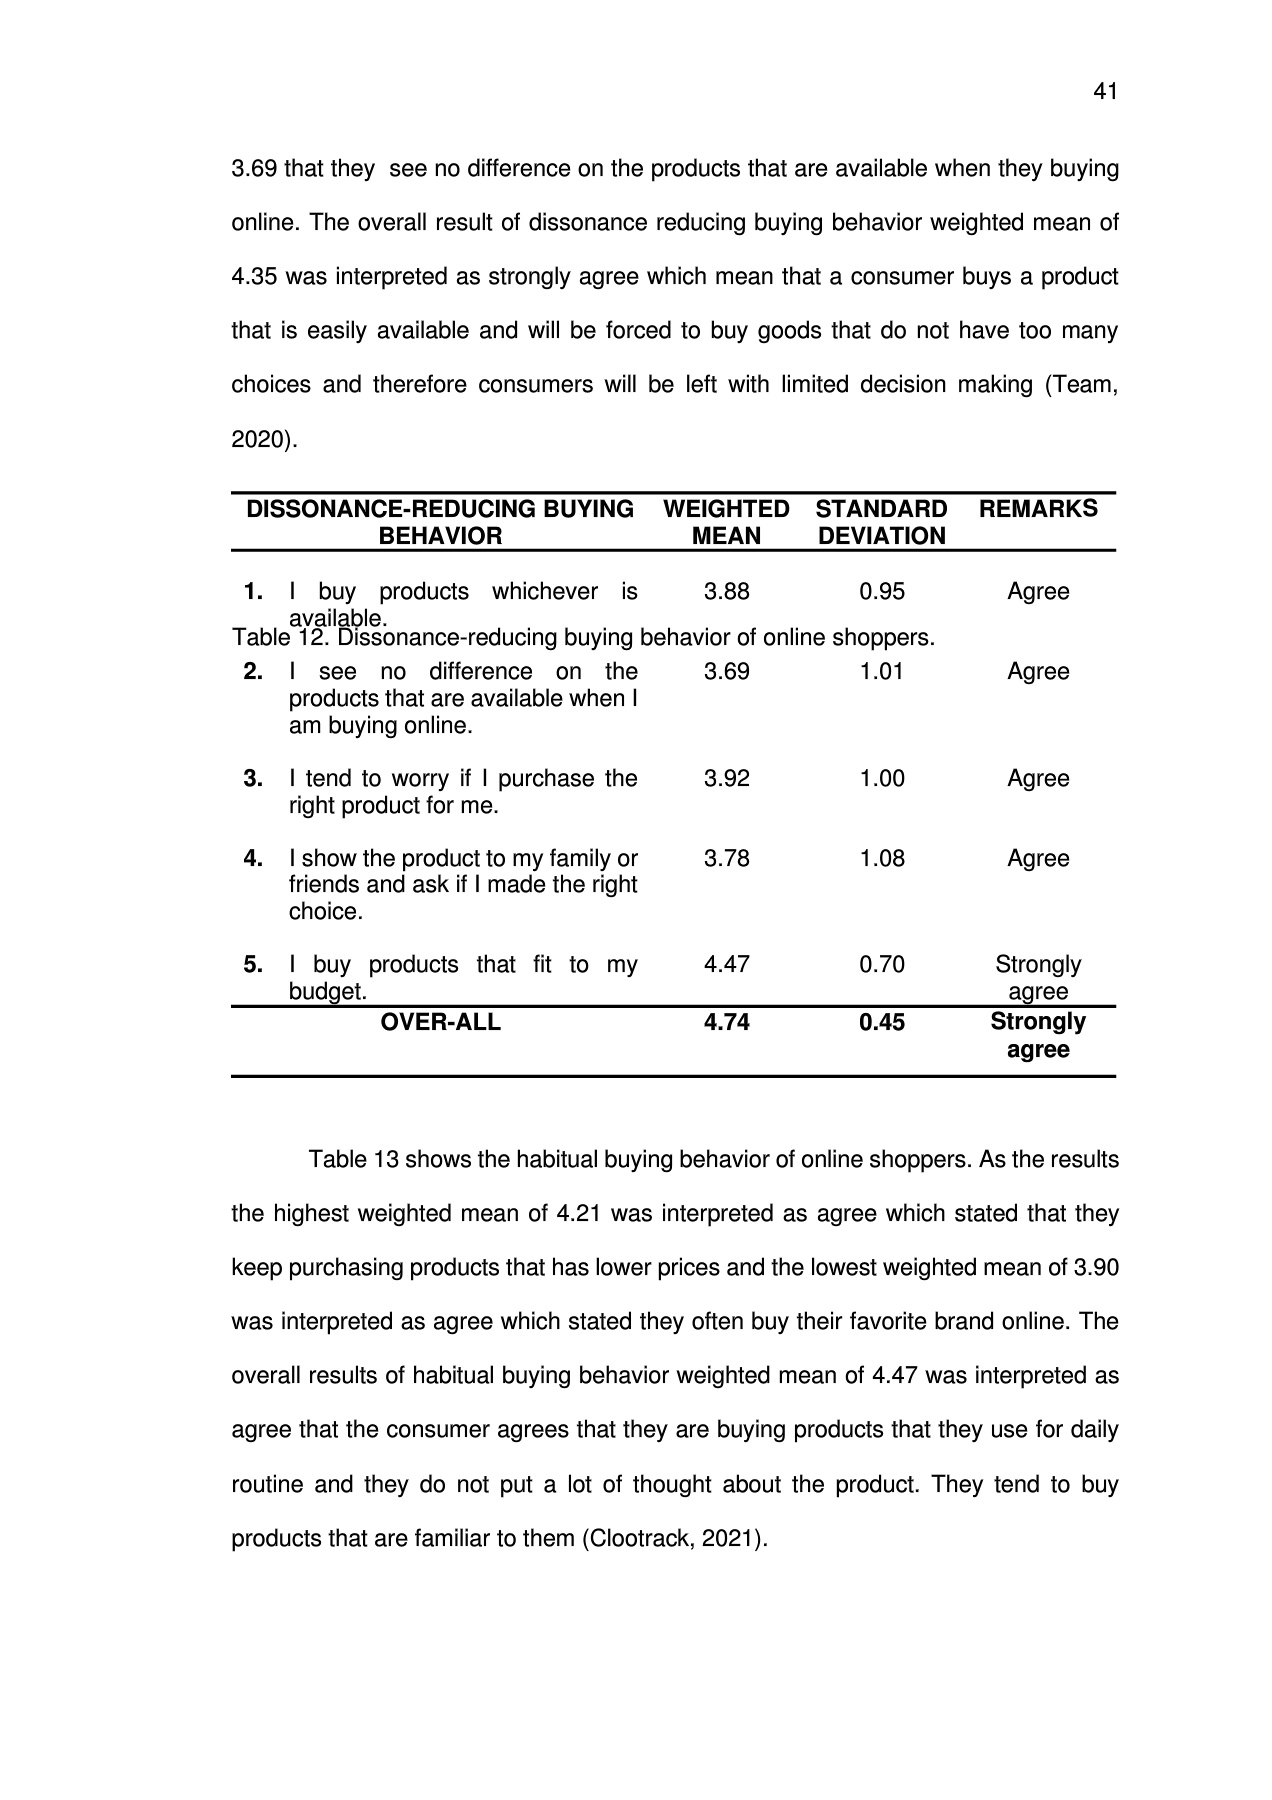 41
3.69 that they  see no difference on the products that are available when they buying
online. The overall result of dissonance reducing buying behavior weighted mean of
4.35 was interpreted as strongly agree which mean that a consumer buys a product
that is easily available and will be forced to buy goods that do not have too many
choices and therefore consumers will be left with limited decision making (Team,
2020).
DISSONANCE-REDUCING BUYING WEIGHTED STANDARD REMARKS
BEHAVIOR MEAN DEVIATION
1. I buy products whichever is 3.88 0.95 Agree
available.
Table 12. Dissonance-reducing buying behavior of online shoppers.
2. I see no difference on the 3.69 1.01 Agree
products that are available when I
am buying online.
3. I tend to worry if I purchase the 3.92 1.00 Agree
right product for me.
4. I show the product to my family or 3.78 1.08 Agree
friends and ask if I made the right
choice.
5. I buy products that fit to my 4.47 0.70 Strongly
budget. agree
OVER-ALL 4.74 0.45 Strongly
agree
Table 13 shows the habitual buying behavior of online shoppers. As the results
the highest weighted mean of 4.21 was interpreted as agree which stated that they
keep purchasing products that has lower prices and the lowest weighted mean of 3.90
was interpreted as agree which stated they often buy their favorite brand online. The
overall results of habitual buying behavior weighted mean of 4.47 was interpreted as
agree that the consumer agrees that they are buying products that they use for daily
routine and they do not put a lot of thought about the product. They tend to buy
products that are familiar to them (Clootrack, 2021).